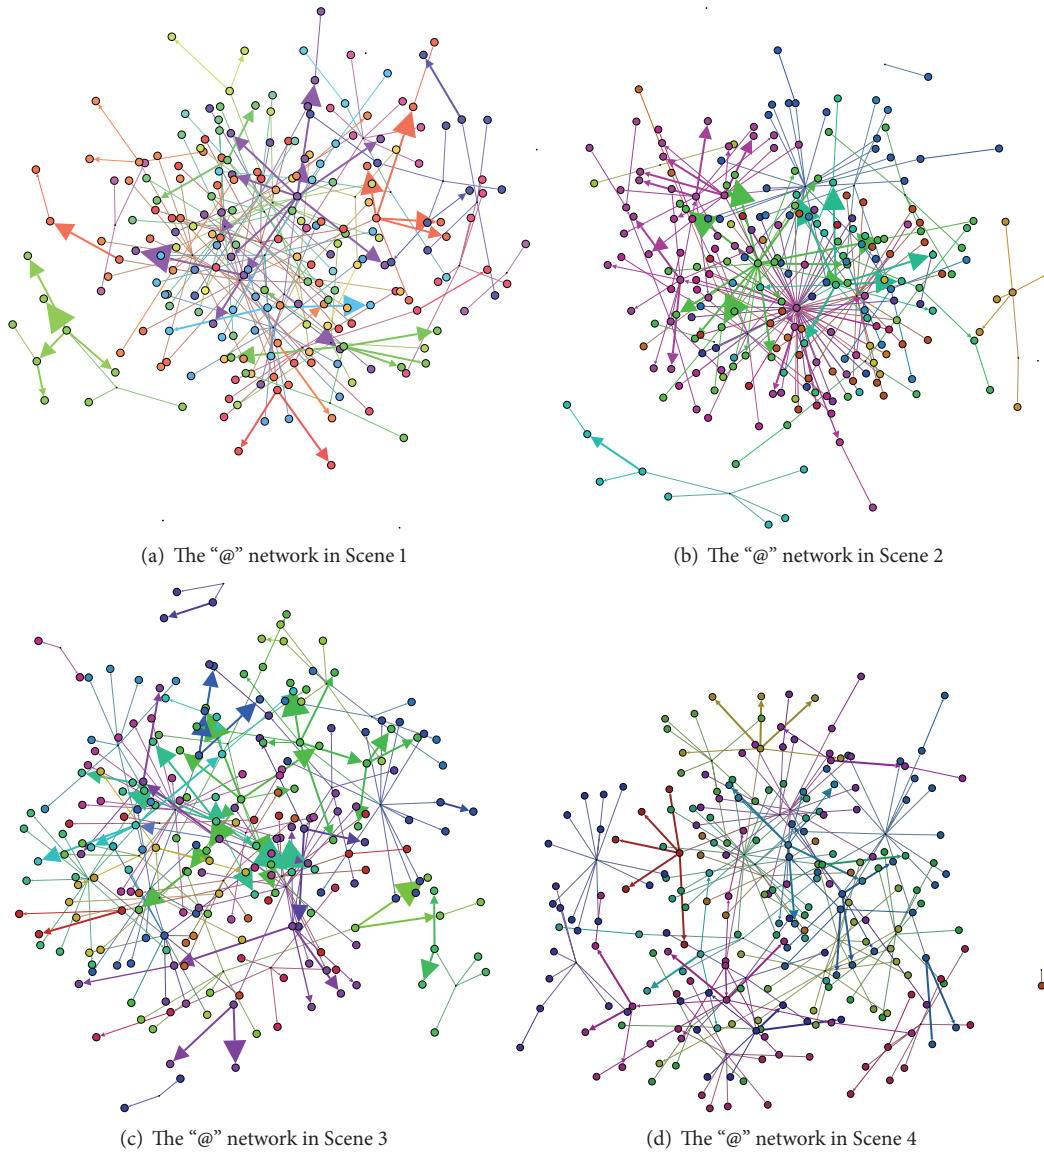 (a) The “@” network in Scene 1
(b) The “@” network in Scene 2
(c) The “@” network in Scene 3
(d) The “@” network in Scene 4